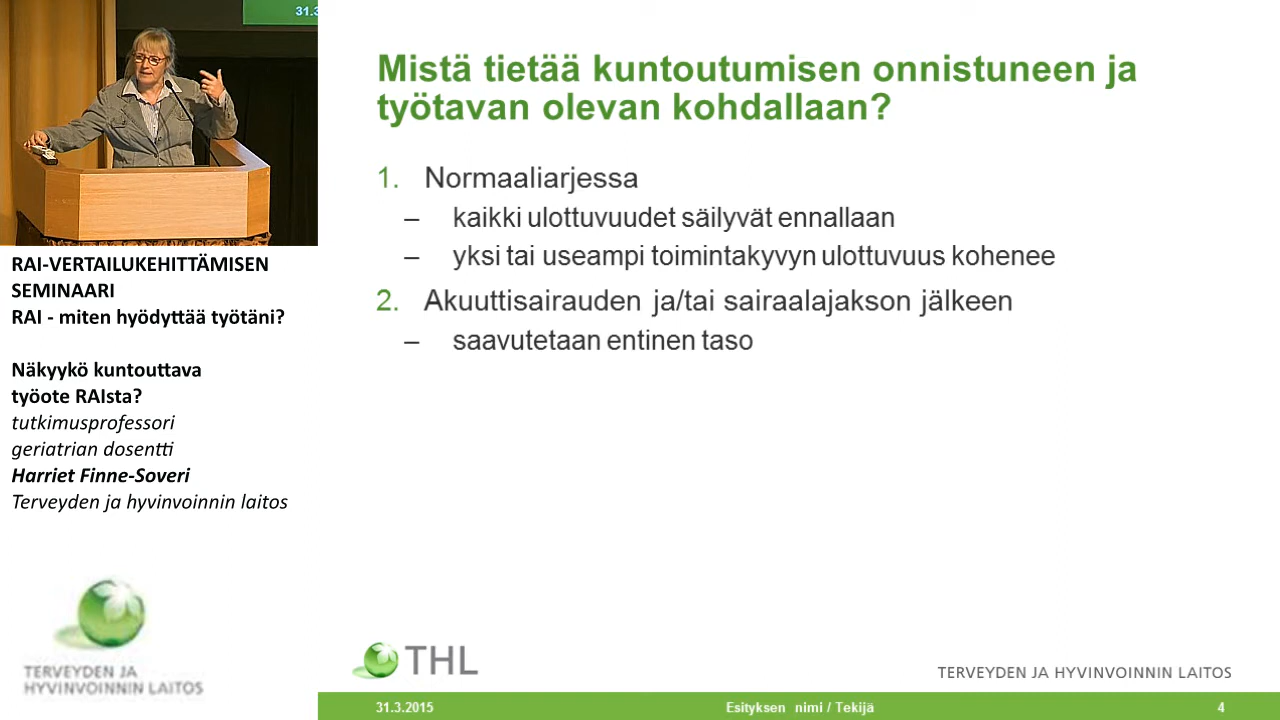 31.3
RAI-VERTAILUKEHITTÄMISEN
SEMINAARI
RAI - miten hyödyttää työtäni?
Näkyykö kuntouttava
työote RAIsta?
tutkimusprofessori
geriatrian dosentti
Harriet Finne-Soveri
Terveyden ja hyvinvoinnin laitos
TERVEYDEN JA
HYVINVOINNIN LAITOS
Mistä tietää kuntoutumisen onnistuneen ja
työtavan olevan kohdallaan?
1. Normaaliarjessa
– kaikki ulottuvuudet säilyvät ennallaan
– yksi tai useampi toimintakyvyn ulottuvuus kohenee
2. Akuuttisairauden ja/tai sairaalajakson jälkeen
– saavutetaan entinen taso
THL
TERVEYDEN JA HYVINVOINNIN LAITOS
31.3.2015 Esityksen nimi / Tekijä 4